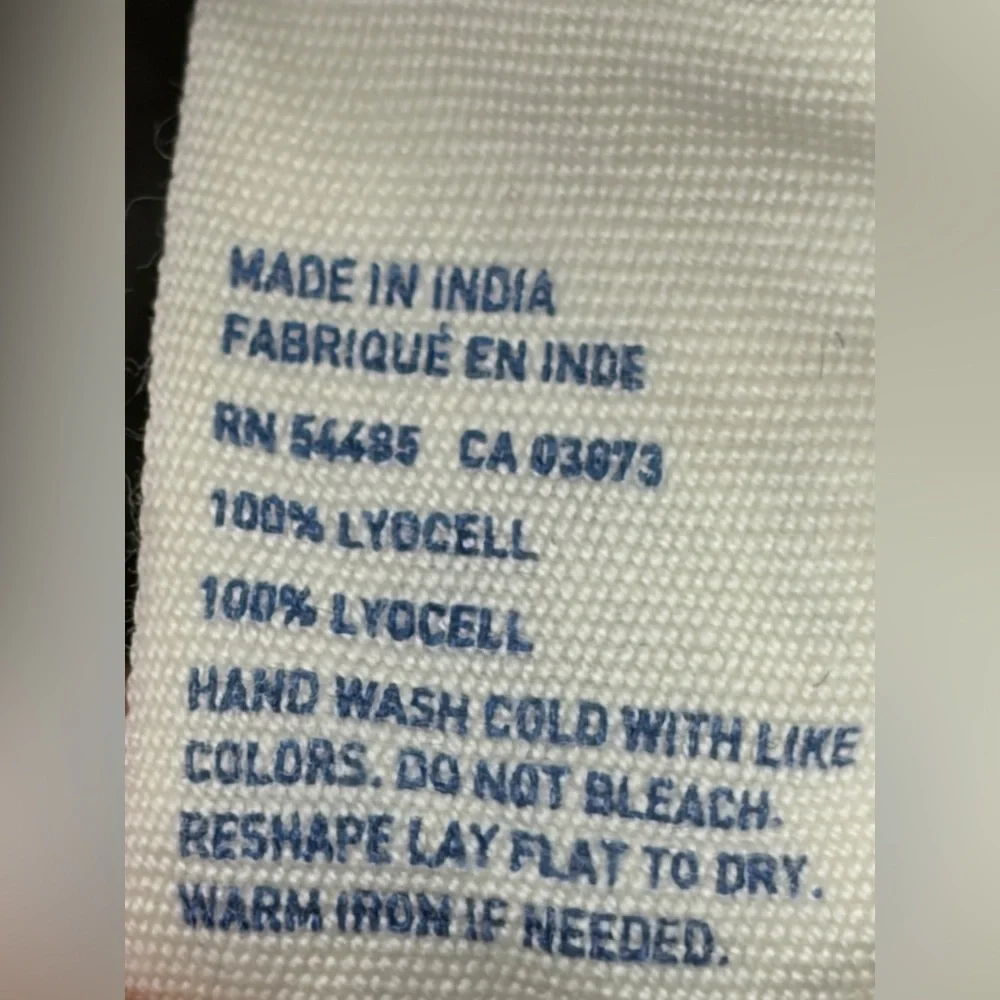 MADE IN INDIA
FABRIQUÉ EN INDE
RN 54485 CA 03073
100% LYOCELL
100% LYOCELL
HAND WASH COLD WITH LIKE
COLORS. DO NOT BLEACH.
RESHAPE LAY FLAT TO DRY.
WARM IRON IF NEEDED.